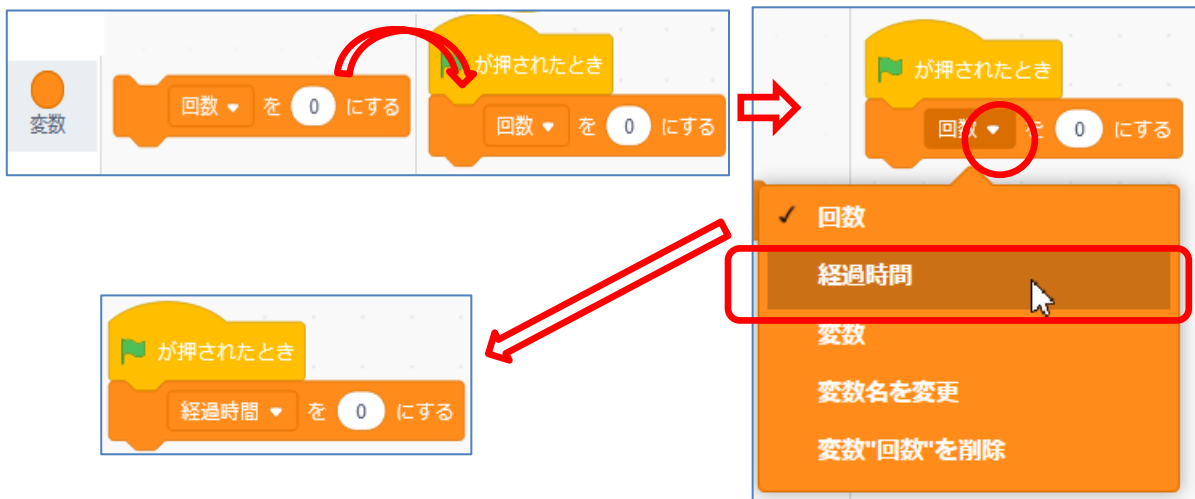 変数
回数 を 0 にする
が押されたとき
回数 を 0 にする
が押されたとき
回数 を 0 にする
✓ 回数
経過時間
変数
変数名を変更
変数"回数"を削除
が押されたとき
経過時間 を 0 にする